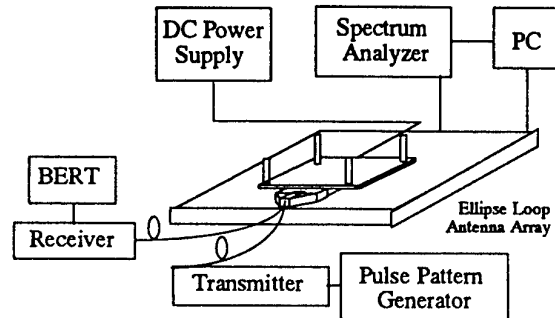 DC Power
Supply
Spectrum
Analyzer
PC
BERT
Receiver
Ellipse Loop
Antenna Array
Transmitter
Pulse Pattern
Generator